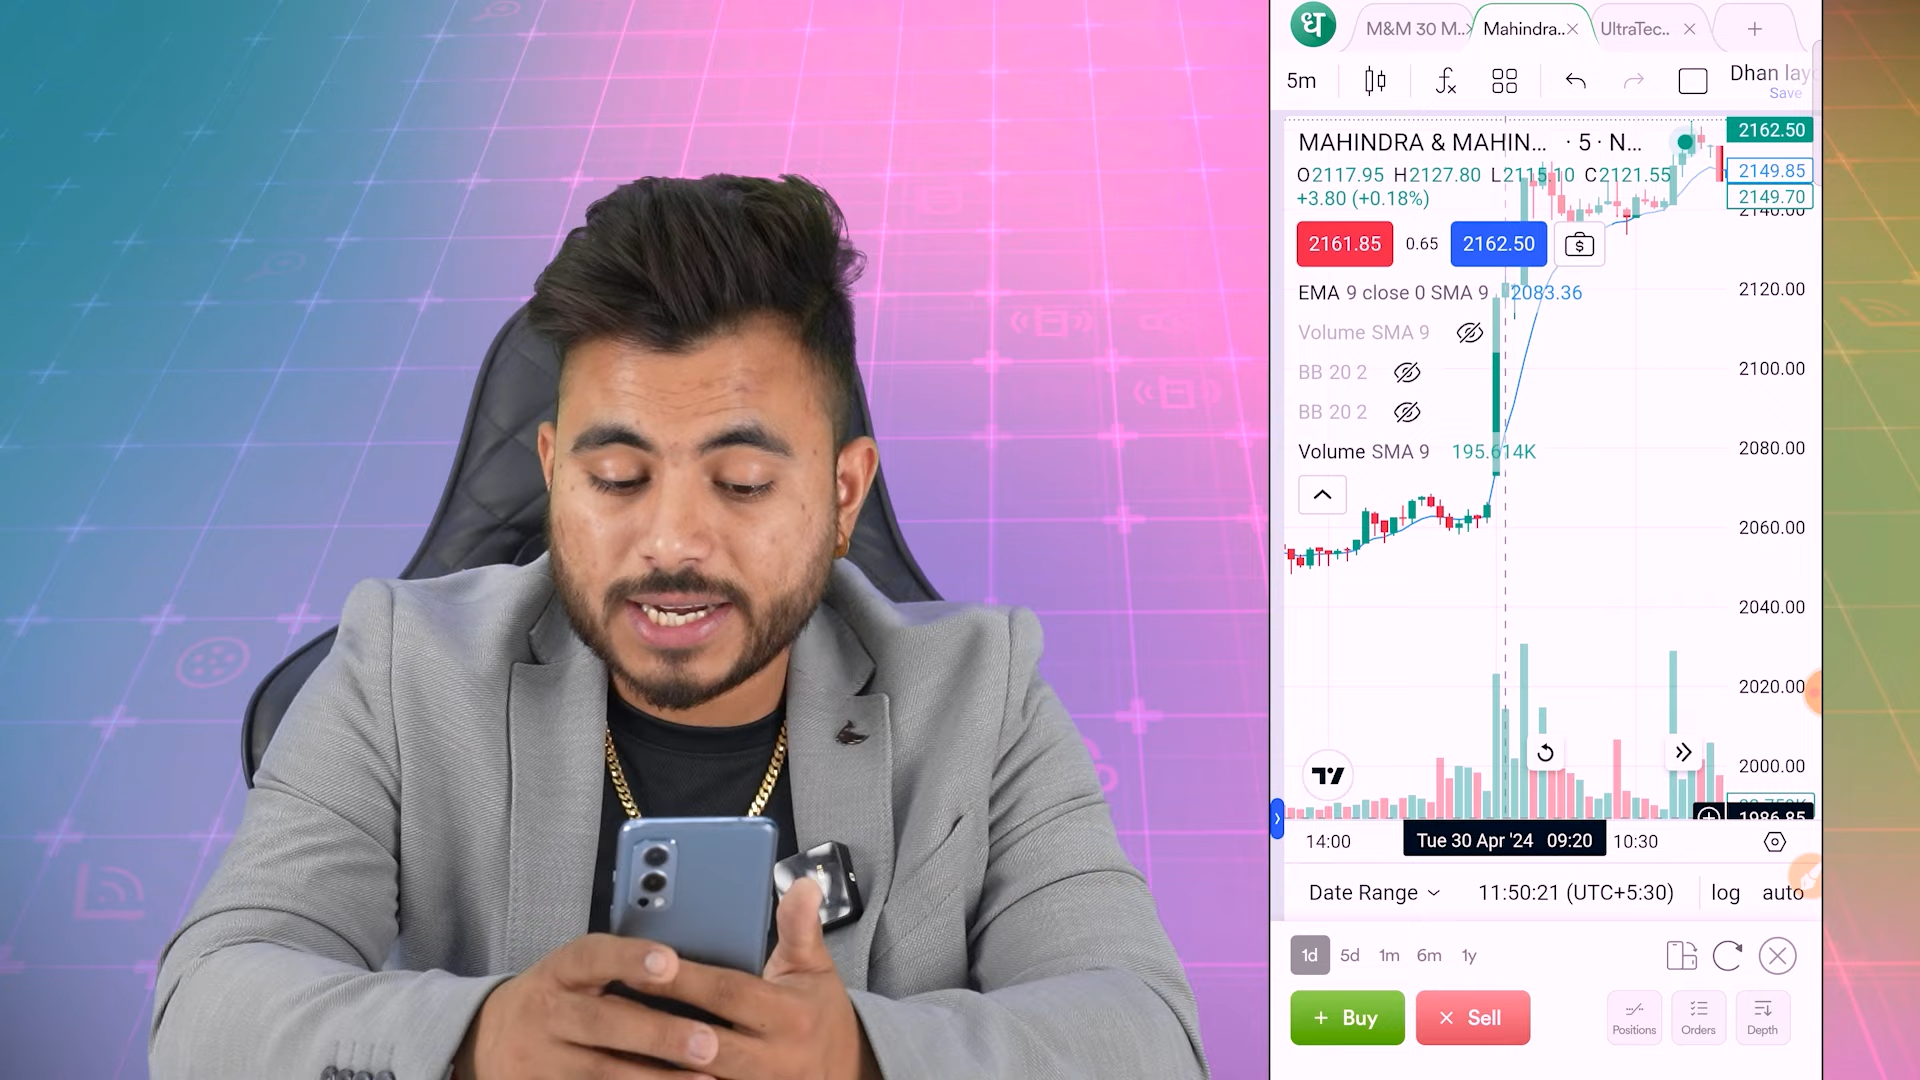 ध
M&M 30 M..
Mahindra..
UltraTec..
5m
Dhan lay
Save
MAHINDRA & MAHIN... · 5 · N...
O2117.95 H2127.80 L2115.10 C2121.55
+3.80 (+0.18%)
2161.85
0.65
2162.50
EMA 9 close 0 SMA 9 2083.36
Volume SMA 9
BB 20 2
BB 20 2
Volume SMA 9 195.614K
2162.50
2149.85
2149.70
2140.00
2120.00
2100.00
2080.00
2060.00
2040.00
2020.00
2000.00
1986.85
14:00
Tue 30 Apr '24 09:20
10:30
Date Range
11:50:21 (UTC+5:30)
log
auto
1d
5d
1m
6m
1y
+ Buy
× Sell
Positions
Orders
Depth